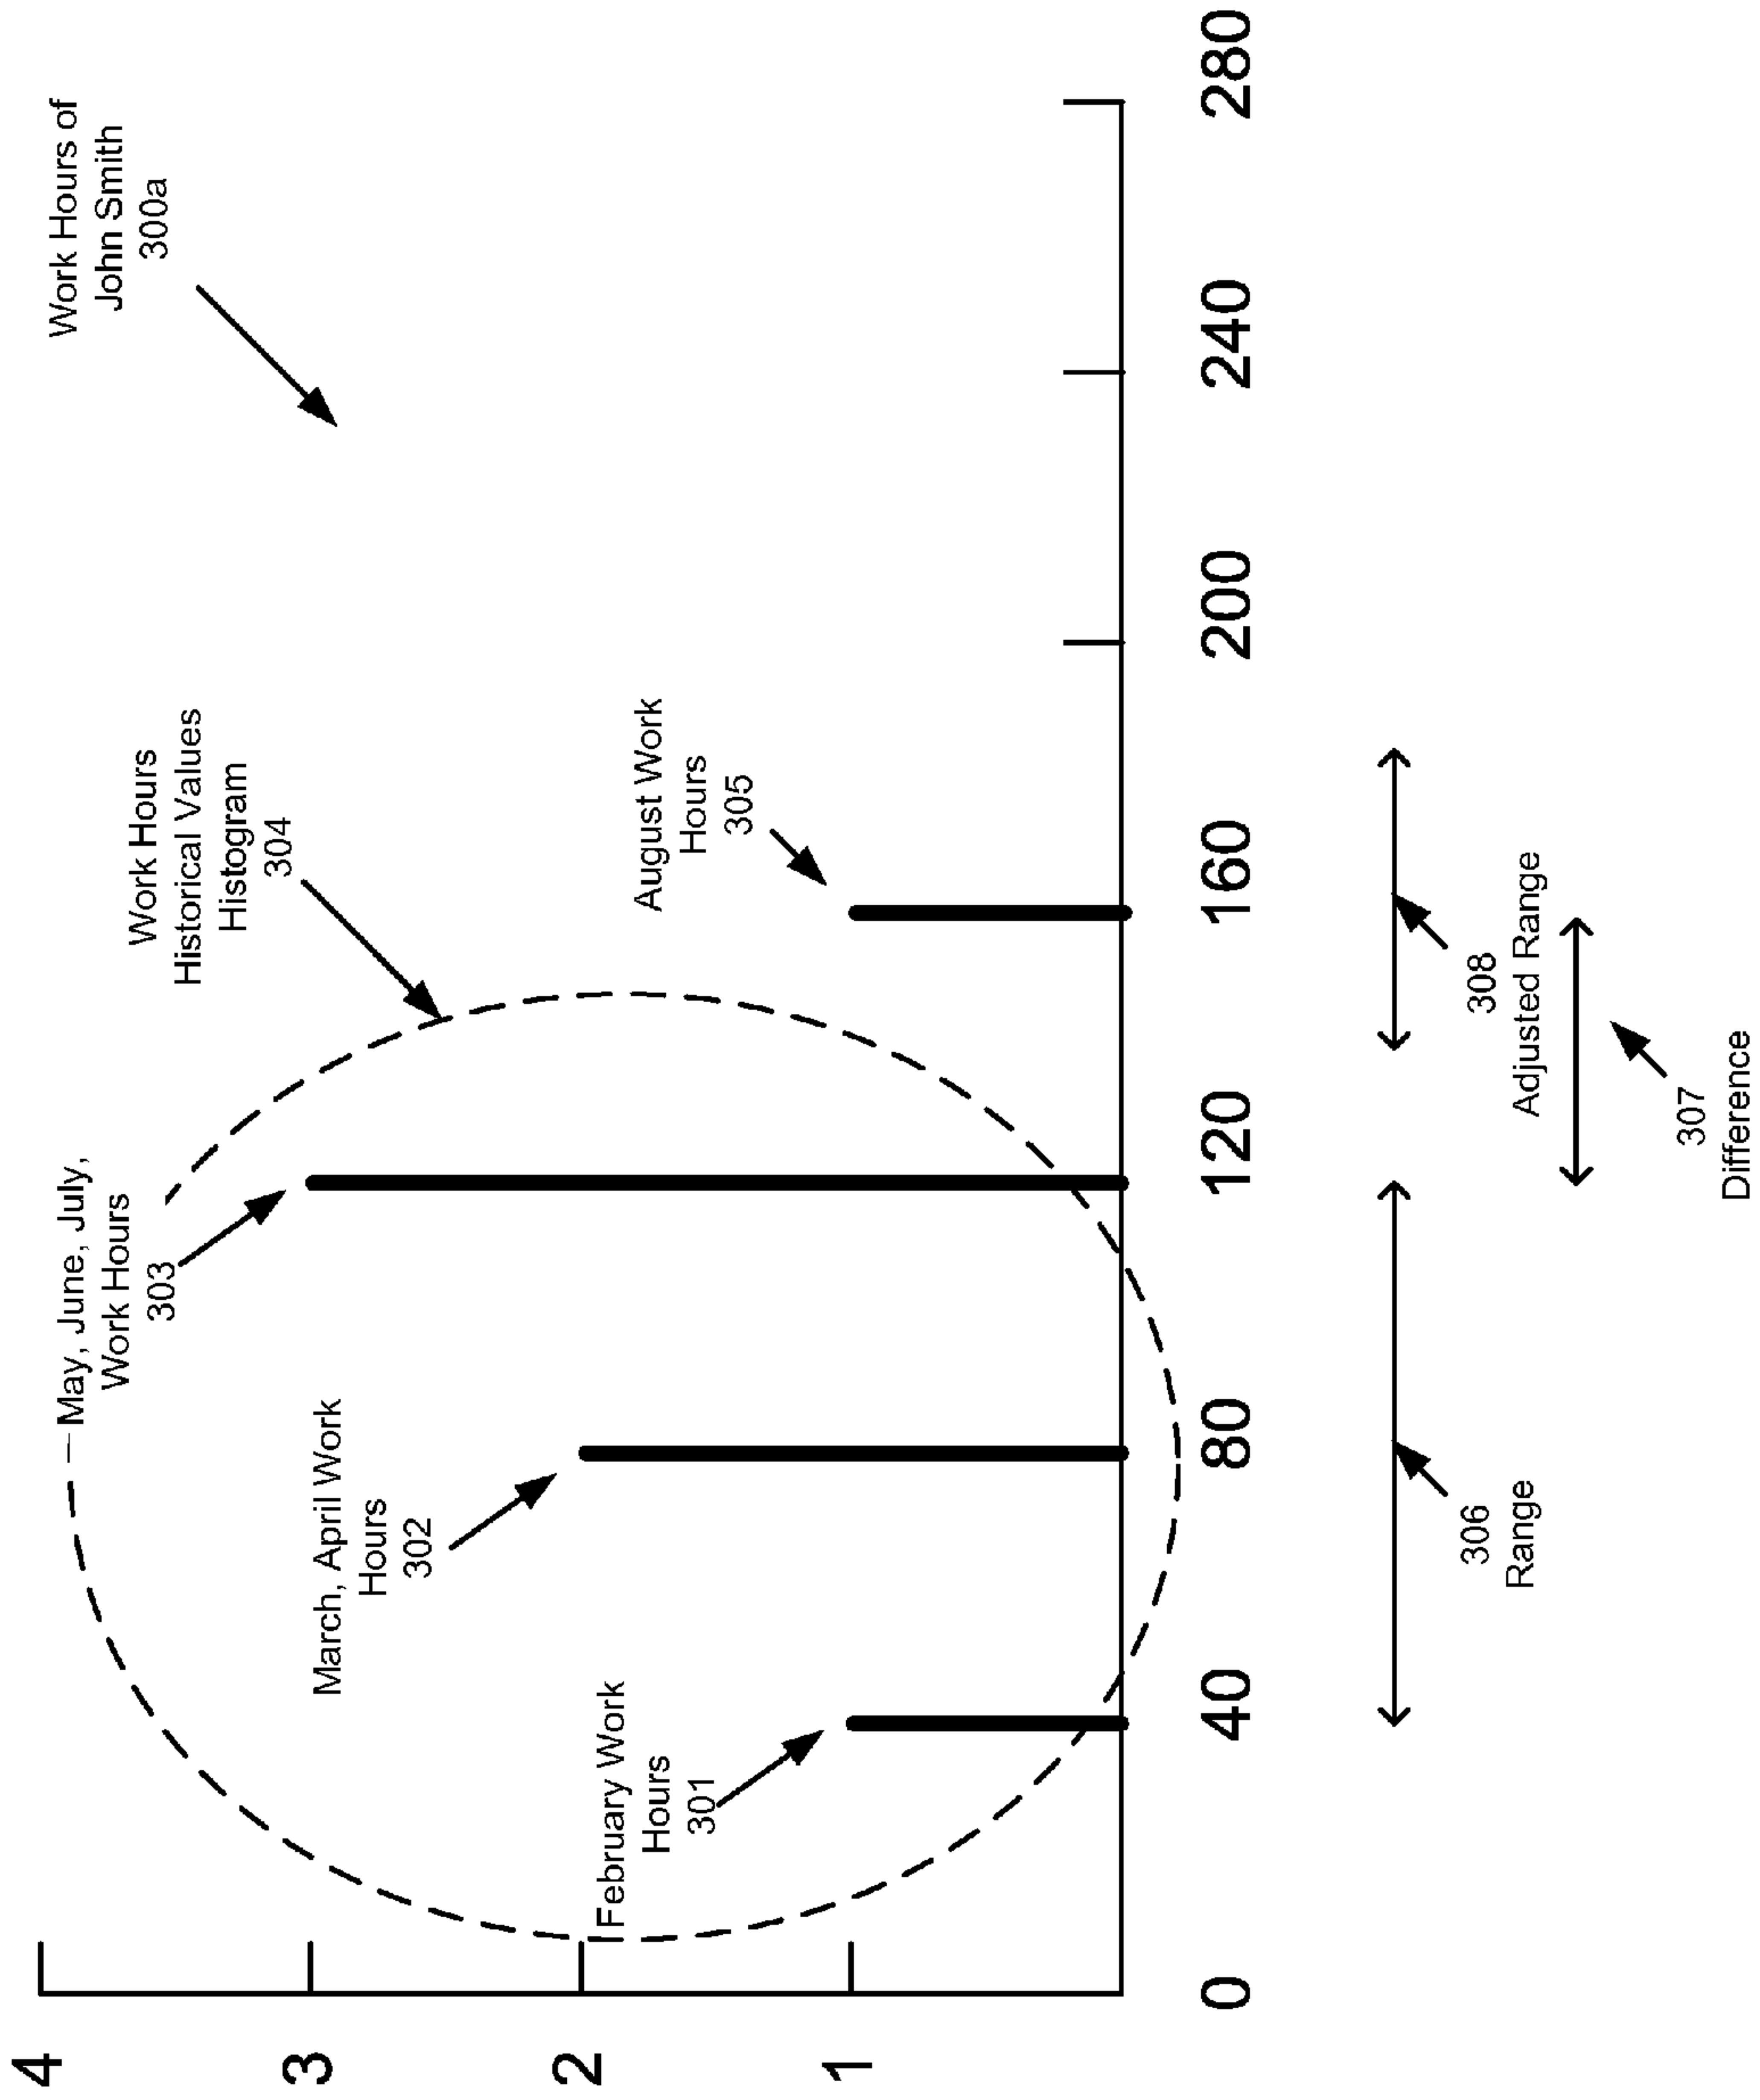 Work Hours of
John Smith
300a
Work Hours
Historical Values
Histogram
304
May, June, July,
Work Hours
303
March, April Work
Hours
302
February Work
Hours
301
August Work
Hours
305
4
3
2
1
0
40
80
120
160
200
240
280
306
Range
308
Adjusted Range
307
Difference